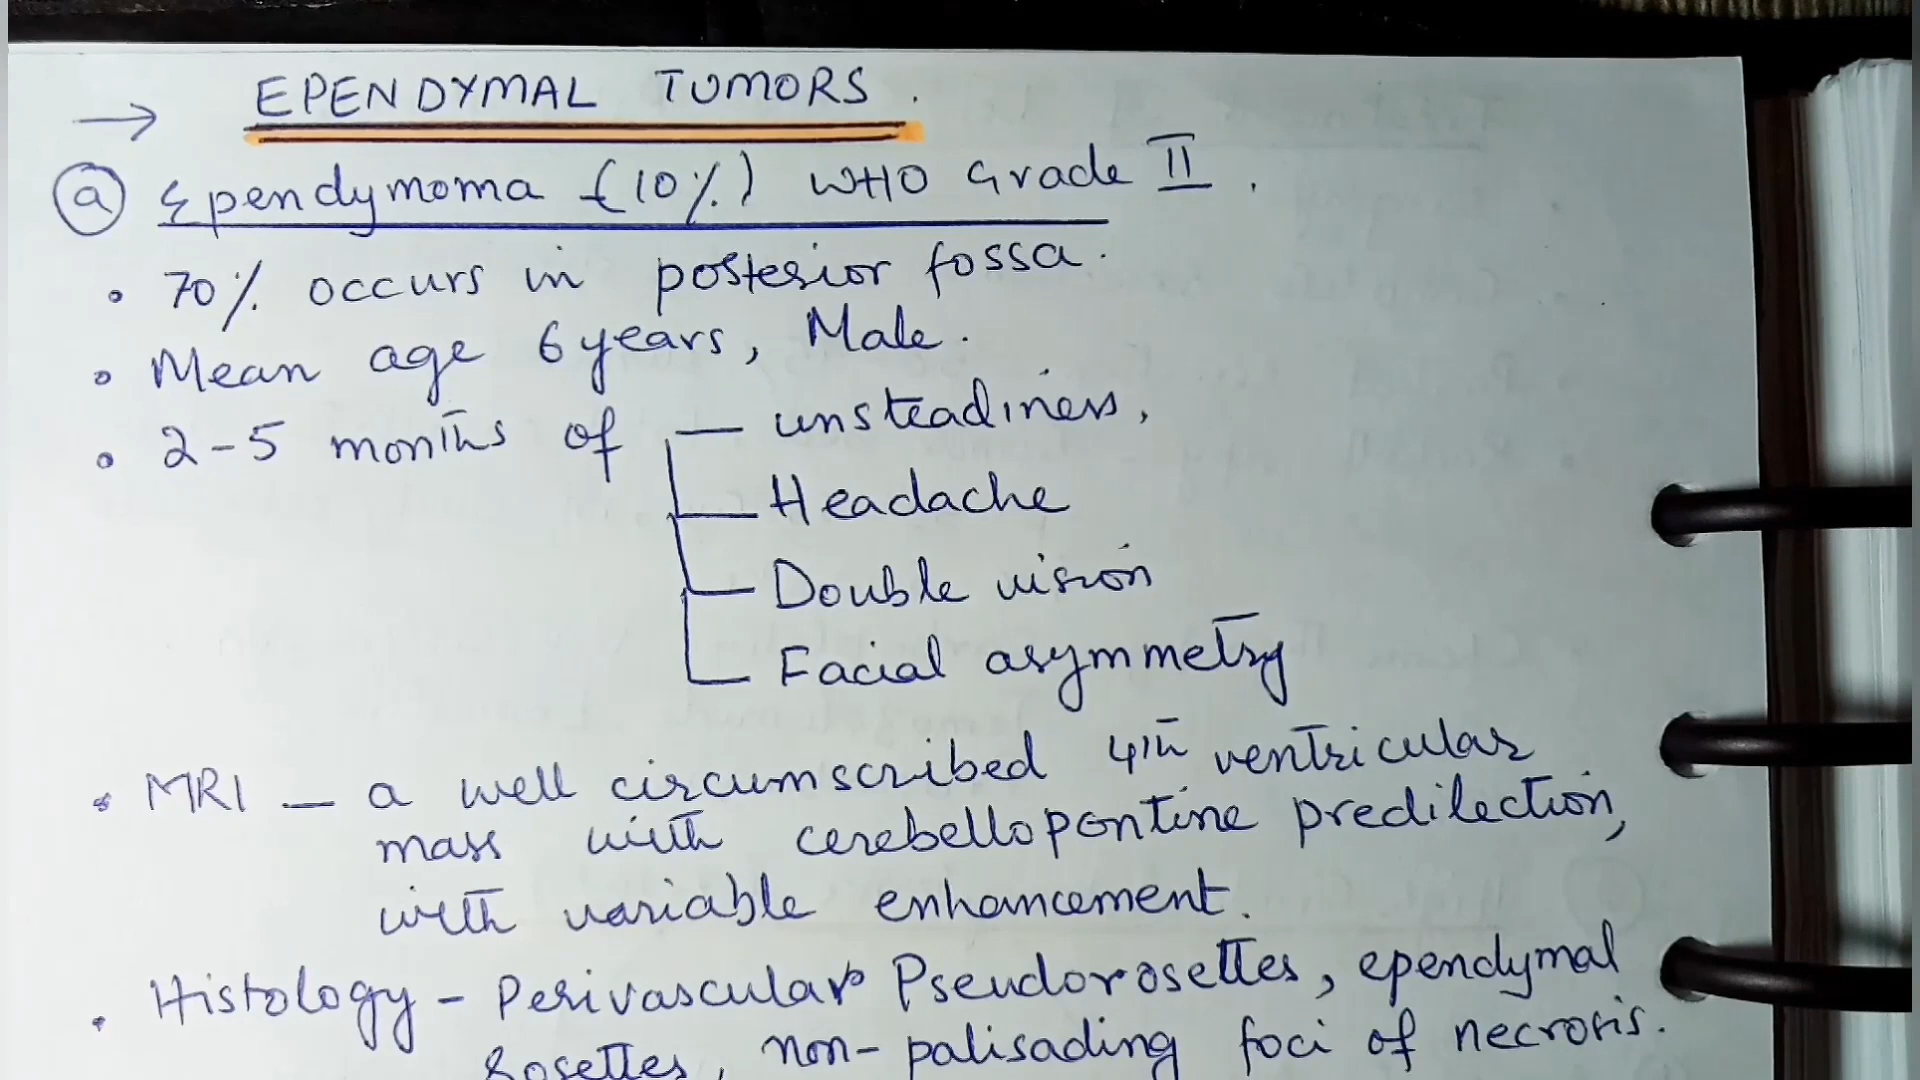 → EPENDYMAL TUMORS.
ⓐ Ependymoma (10%) WHO Grade II.
• 70% occurs in posterior fossa.
• Mean age 6 years, Male.
• 2-5 months of — unsteadiness,
Headache
Double vision
Facial asymmetry
• MRI — a well circumscribed 4th ventricular
mass with cerebellopontine predilection,
with variable enhancement.
• Histology - Perivascular Pseudorosettes, ependymal
rosettes, non-palisading foci of necrosis.